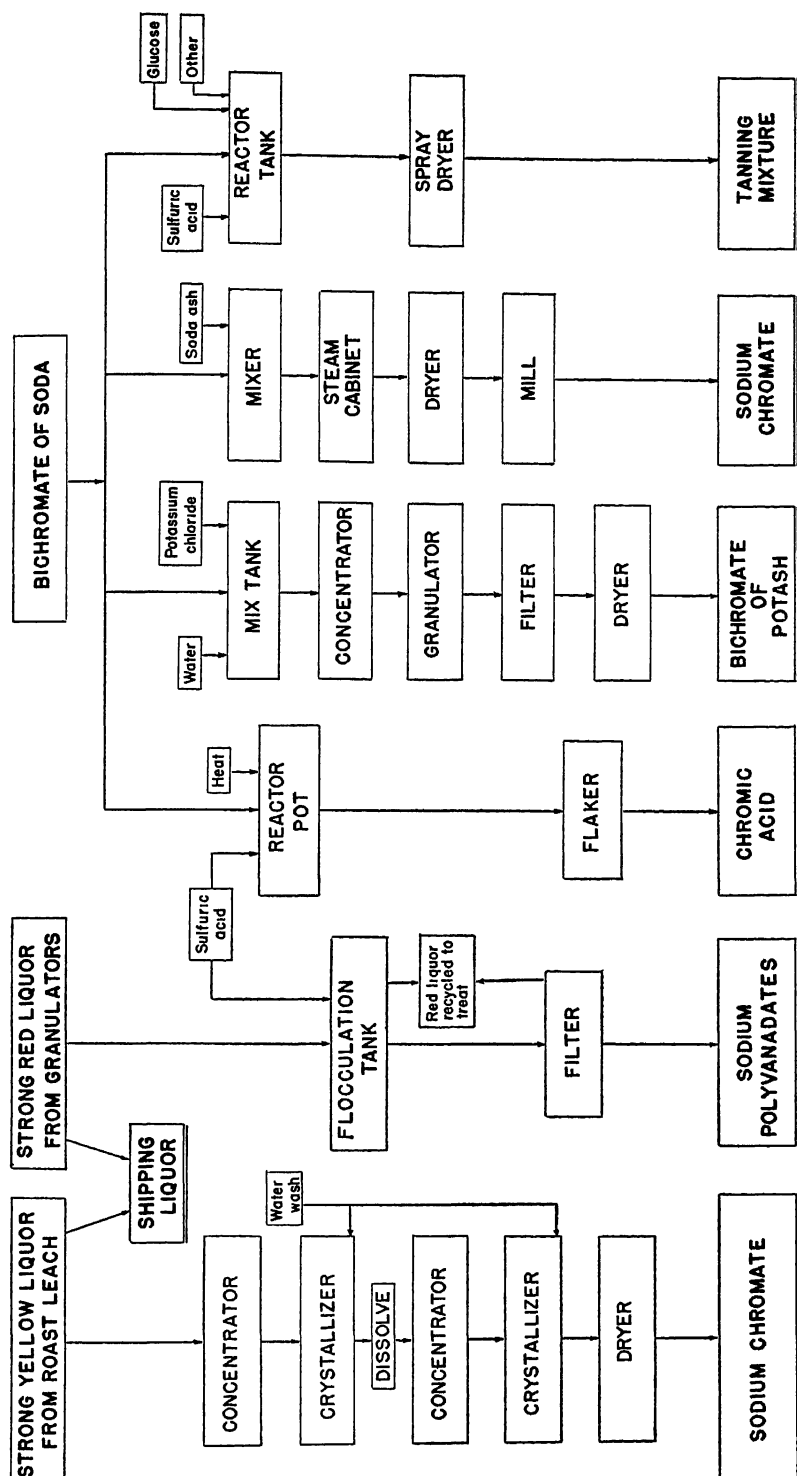 STRONG YELLOW LIQUOR
FROM ROAST LEACH
STRONG RED LIQUOR
FROM GRANULATORS
BICHROMATE OF SODA
SHIPPING
LIQUOR
CONCENTRATOR
CRYSTALLIZER
Water
wash
DISSOLVE
CONCENTRATOR
CRYSTALLIZER
DRYER
SODIUM CHROMATE
Sulfuric
acid
FLOCCULATION
TANK
Red liquor
recycled to
treat
FILTER
SODIUM
POLYVANADATES
Heat
REACTOR
POT
FLAKER
CHROMIC
ACID
Water
Potassium
chloride
MIX TANK
CONCENTRATOR
GRANULATOR
FILTER
DRYER
BICHROMATE
OF
POTASH
Soda ash
MIXER
STEAM
CABINET
DRYER
MILL
SODIUM
CHROMATE
Sulfuric
acid
Glucose
Other
REACTOR
TANK
SPRAY
DRYER
TANNING
MIXTURE